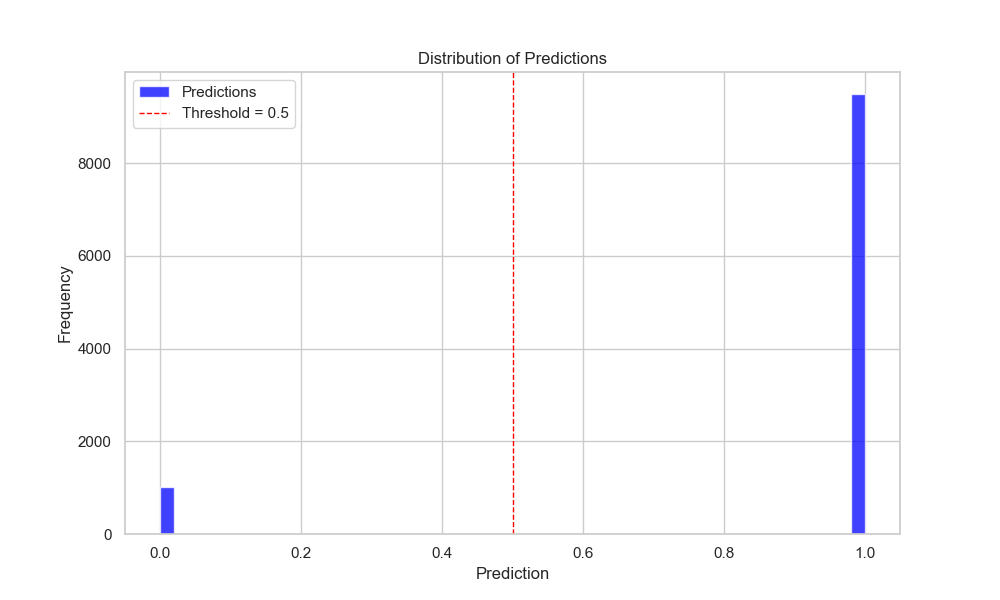 Distribution of Predictions
Predictions
Threshold = 0.5
Frequency
8000
6000
4000
2000
0
0.0 0.2 0.4 0.6 0.8 1.0
Prediction